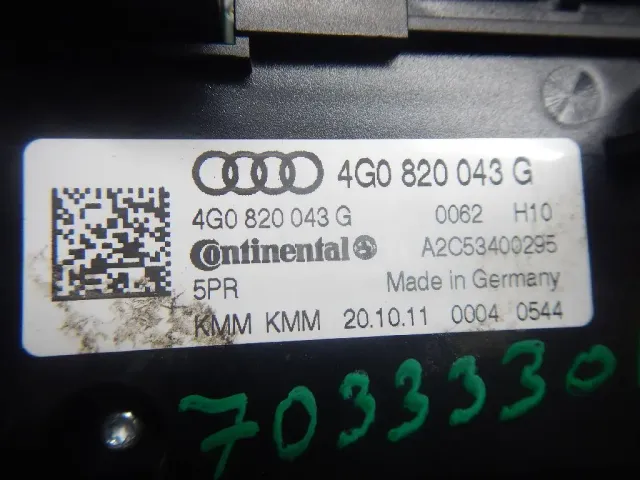 4G0 820 043 G
4G0 820 043 G 0062 H10
Continental A2C53400295
5PR Made in Germany
KMM KMM 20.10.11 0004 0544
7033330